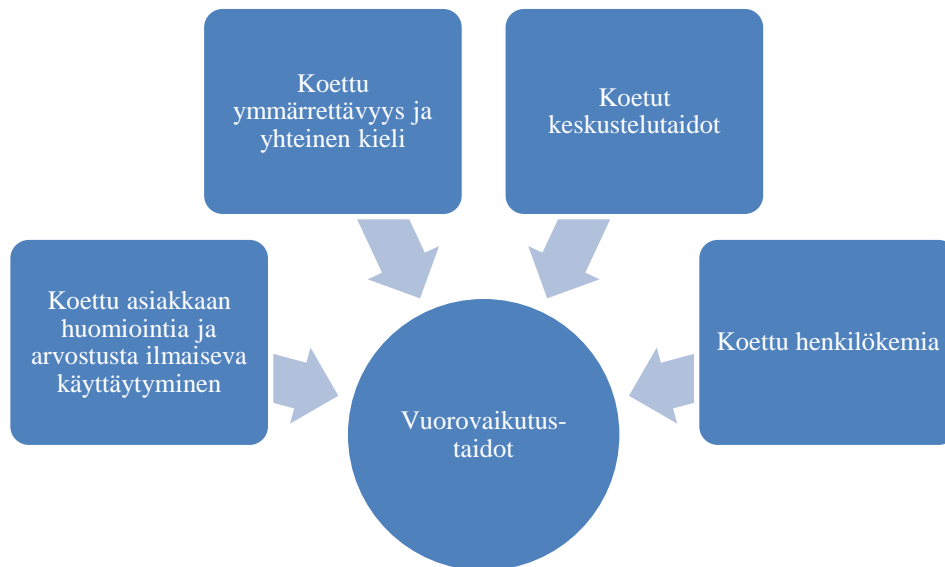 Koettu
ymmärrettävyys ja
yhteinen kieli
Koetut
keskustelutaidot
Koettu asiakkaan
huomiointia ja
arvostusta ilmaiseva
käyttäytyminen
Koettu henkilökemia
Vuorovaikutus-
taidot